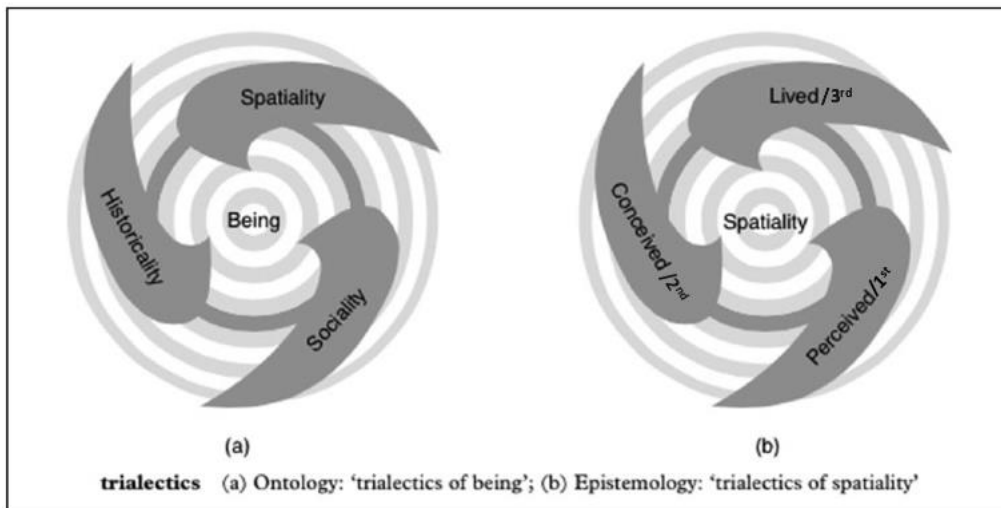 Spatiality
Historicality
Being
Sociality
(a)
Lived/3rd
Conceived/2nd
Spatiality
Perceived/1st
(b)
trialectics (a) Ontology: ‘trialectics of being’; (b) Epistemology: ‘trialectics of spatiality’